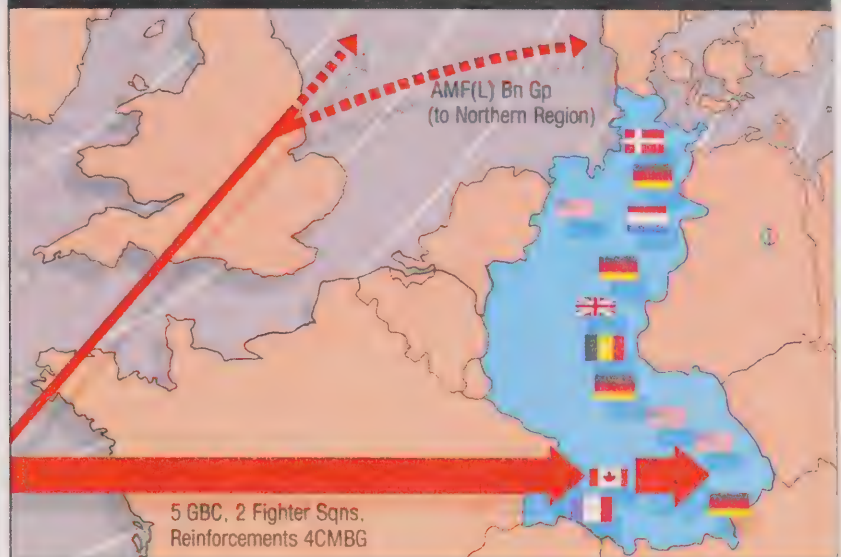 AMF(L) Bn Gp
(to Northern Region)
5 GBC, 2 Fighter Sqns,
Reinforcements 4CMBG